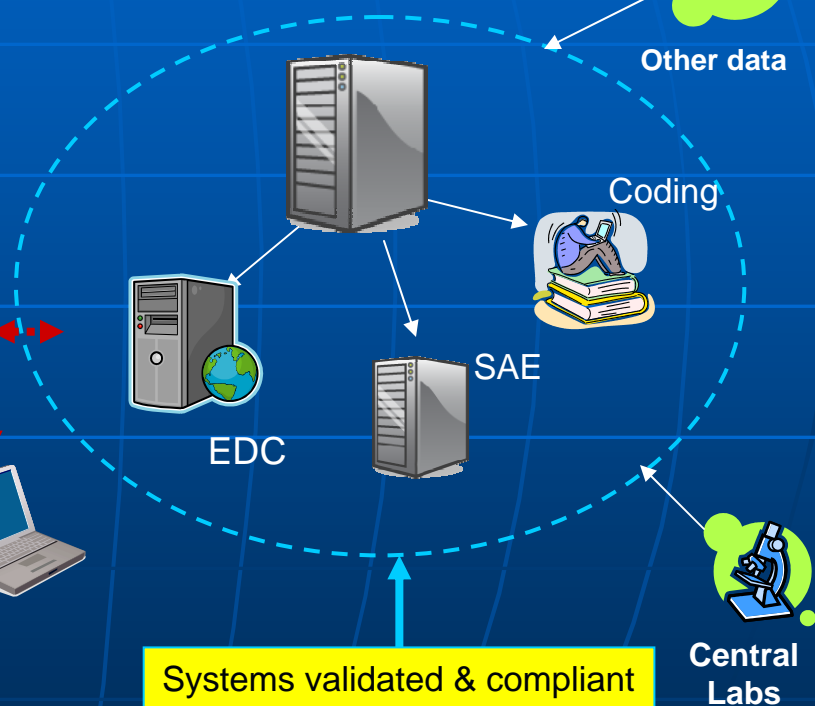 Other data
Coding
SAE
EDC
Systems validated & compliant
Central
Labs